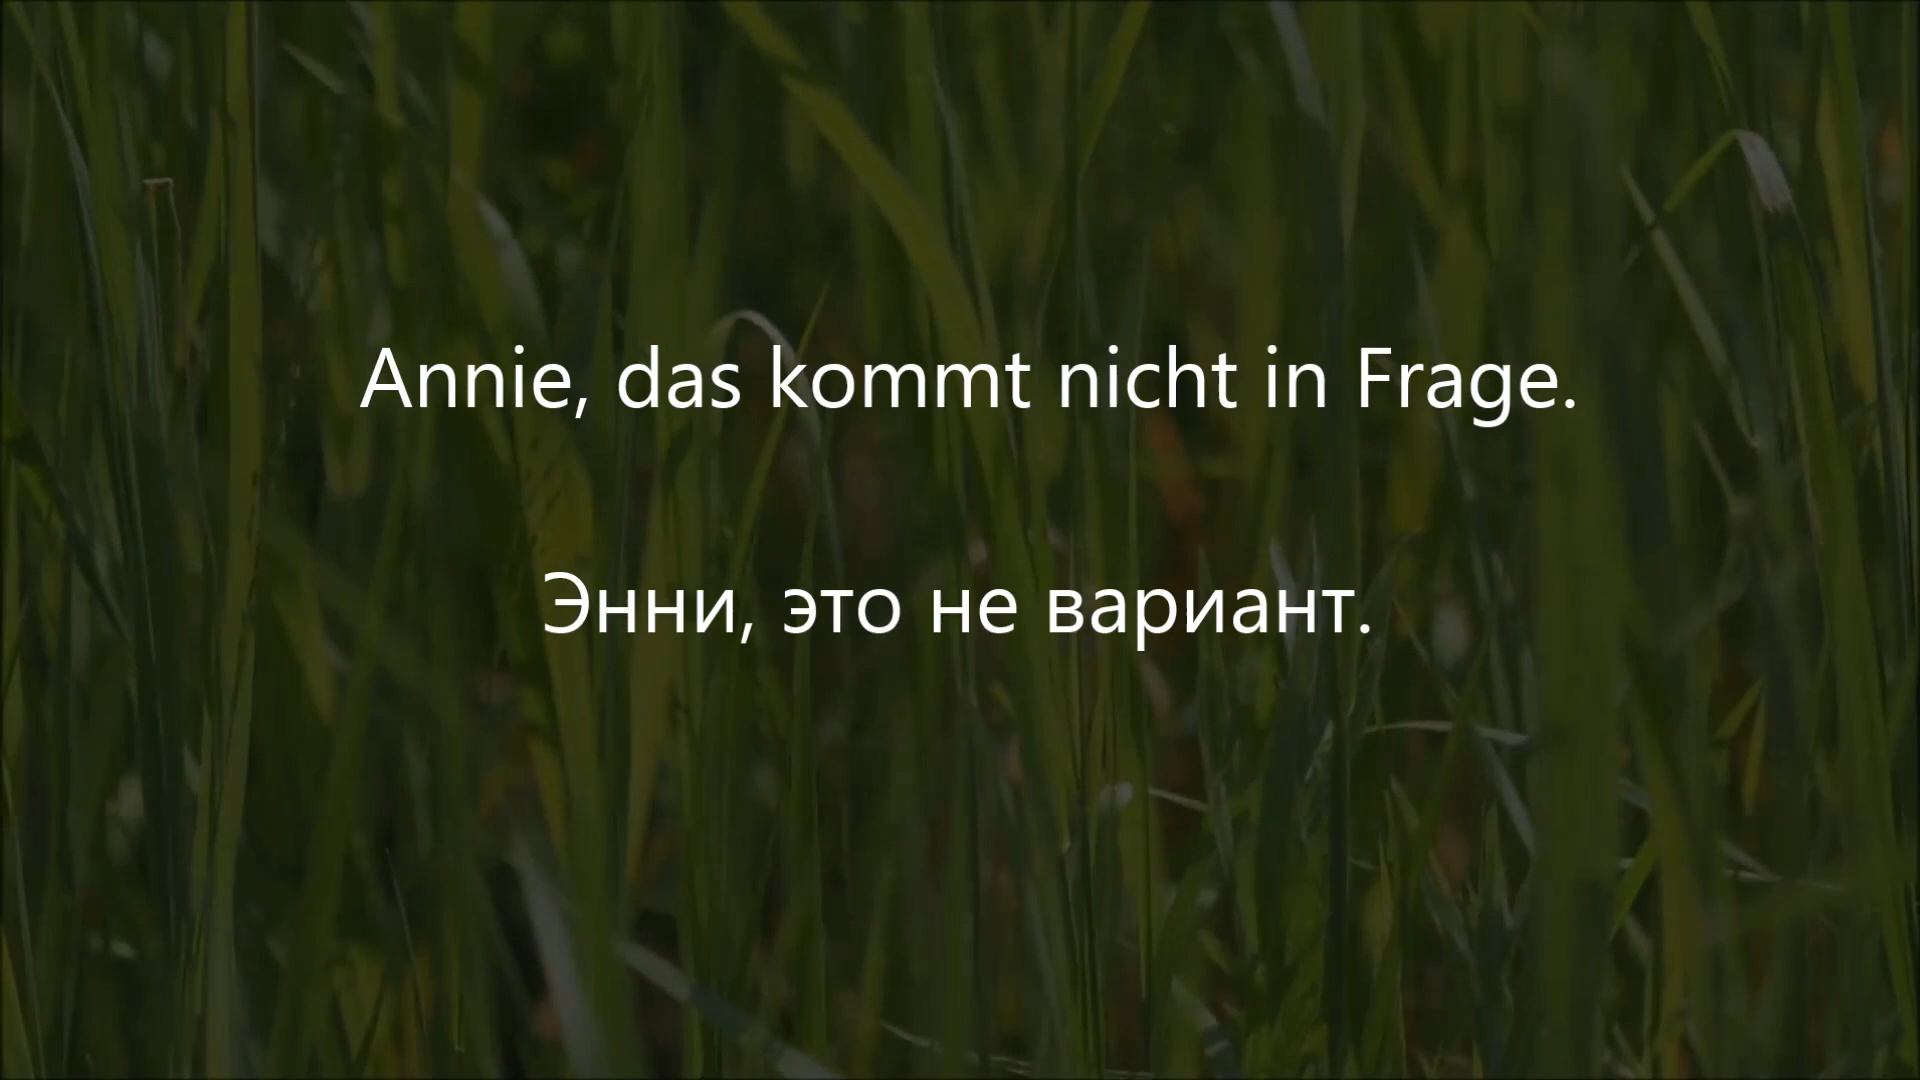 Annie, das kommt nicht in Frage.
Энни, это не вариант.